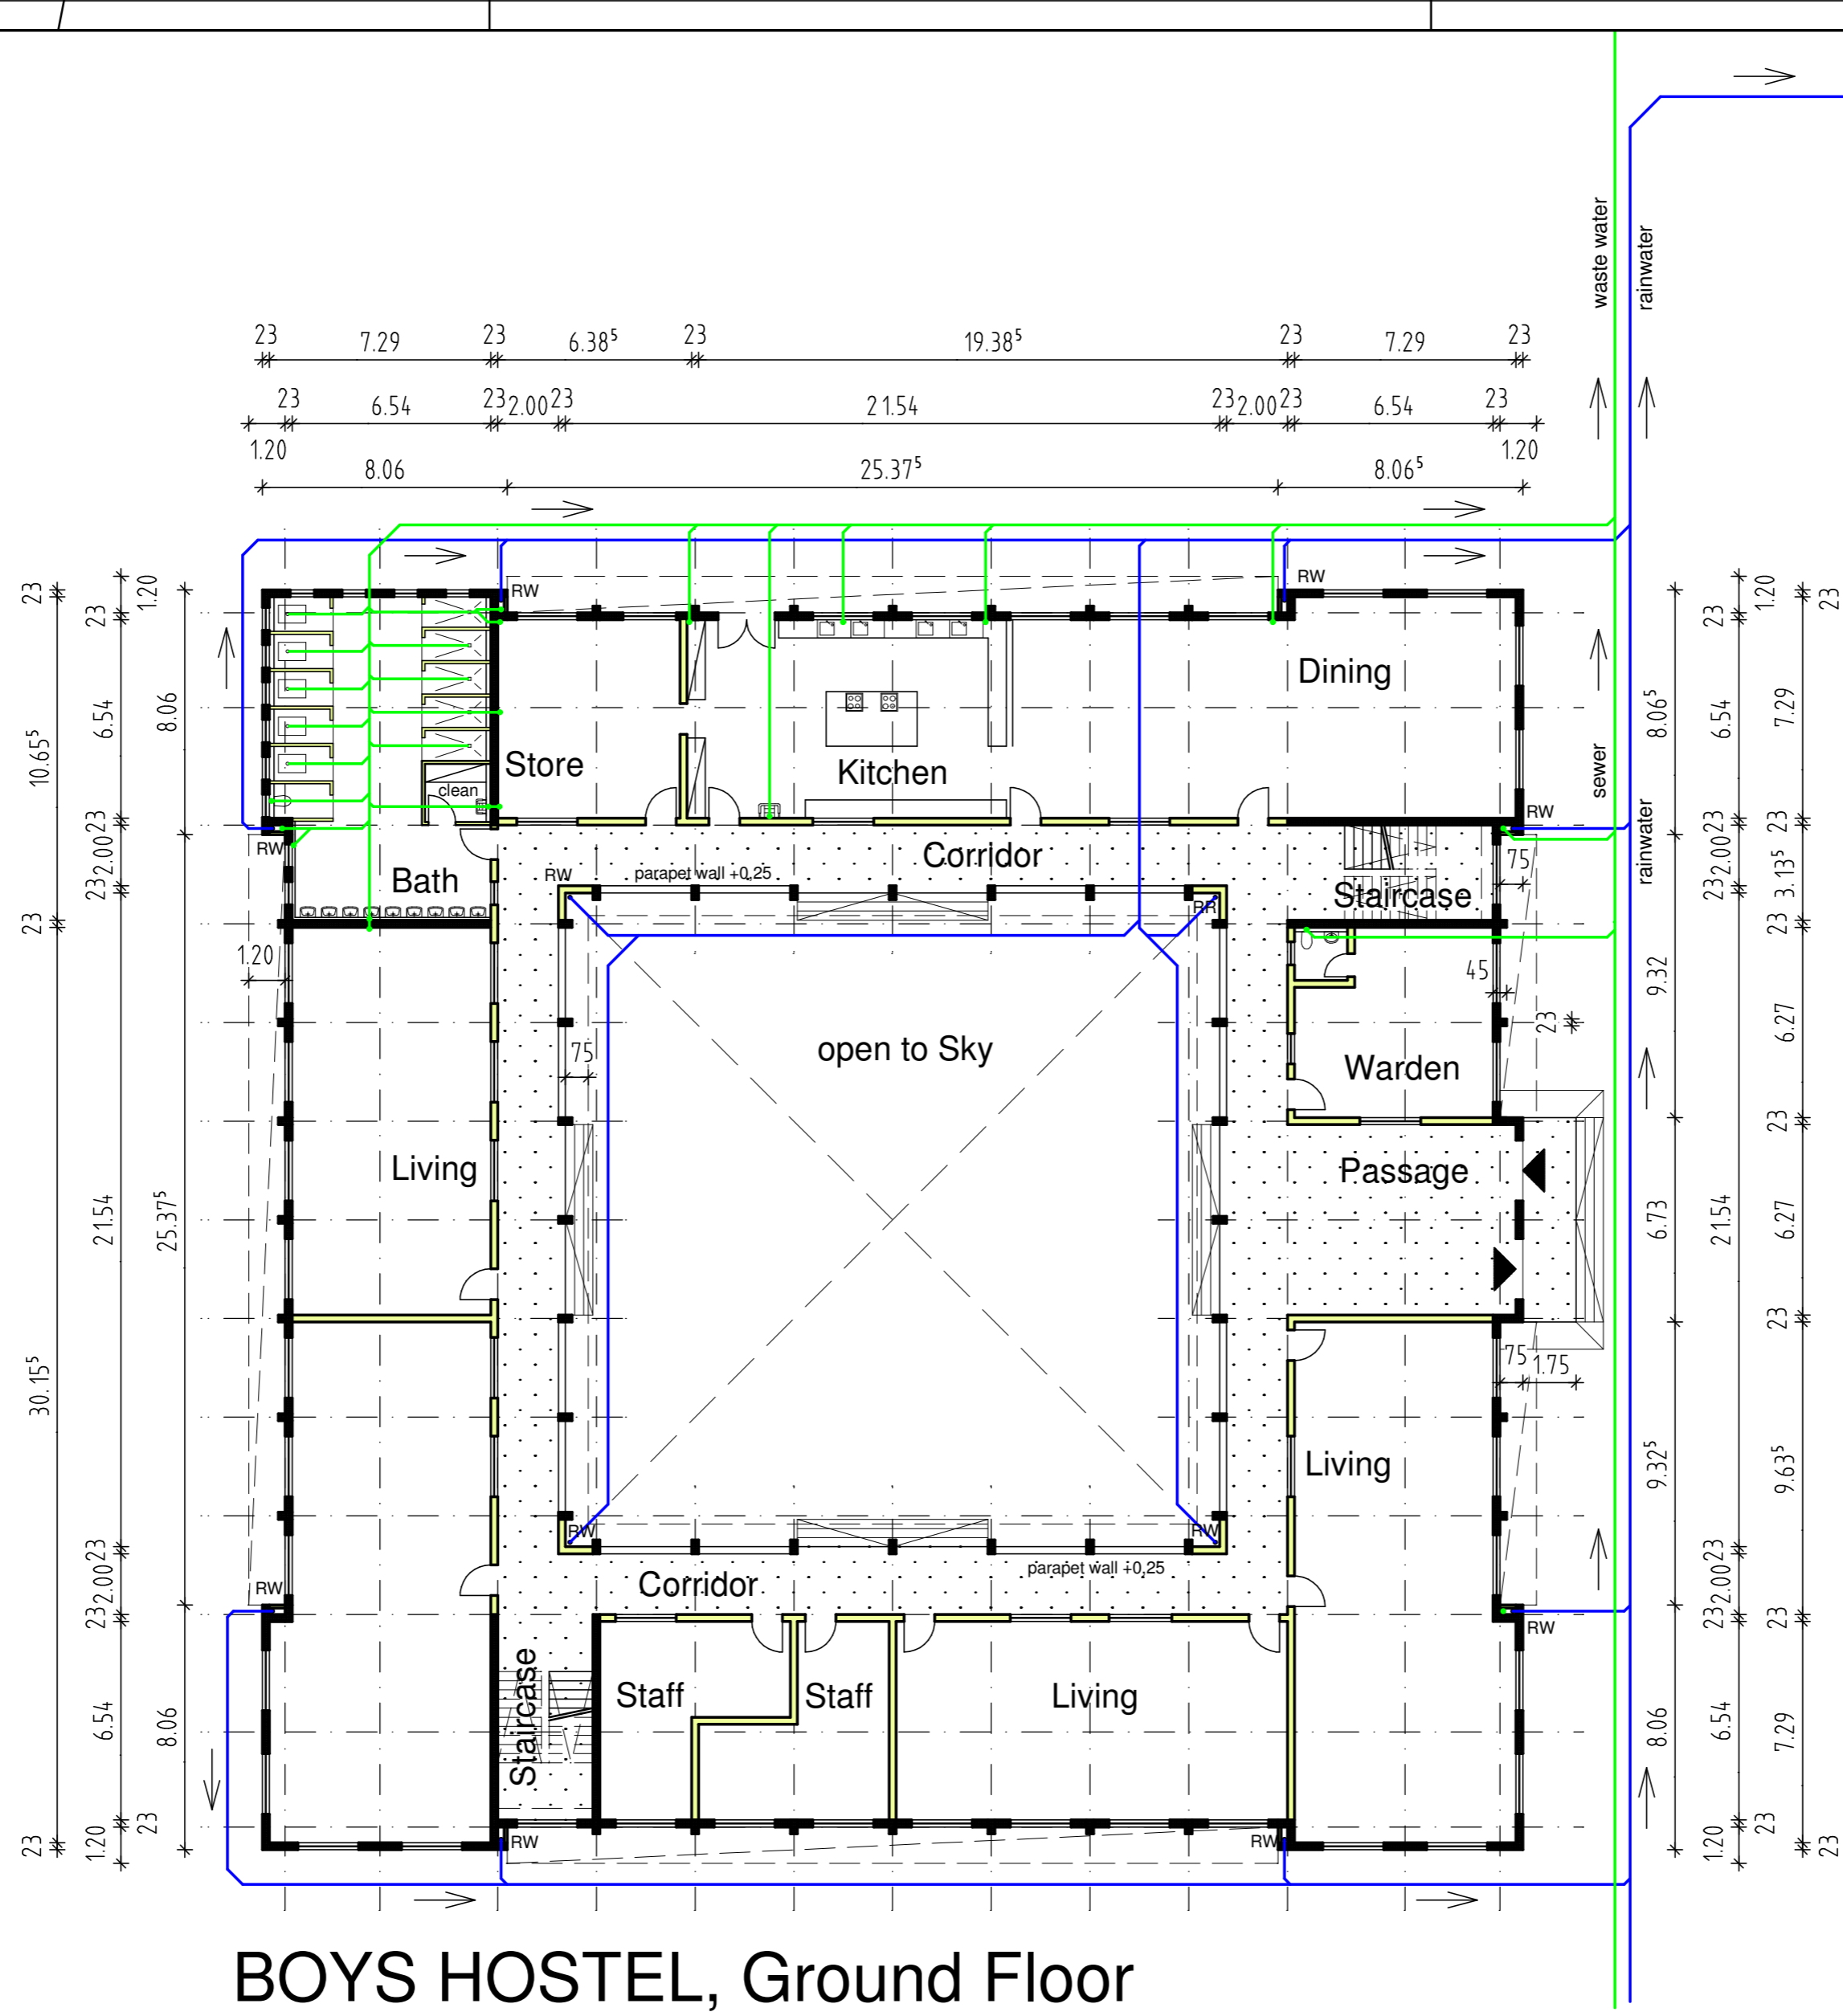 waste water
rainwater
23 7.29 23 6.38⁵ 23 19.38⁵ 23 7.29 23
23 6.54 23 2.00 23 21.54 23 2.00 23 6.54 23
1.20 1.20
8.06 25.37⁵ 8.06⁵
sewer
rainwater
RW
RW
Dining
Store
Kitchen
clean
RW
RW
Bath
Corridor
parapet wall +0,25
RW
RR
Staircase
75
1.20
45
23
open to Sky
75
Warden
Living
Passage
75 1.75
Living
RW
RW
RW
parapet wall +0,25
Corridor
RW
Staircase
Staff
Staff
Living
RW
RW
23 10.65⁵ 23 30.15⁵ 23
23 6.54 23 2.00 23 21.54 23 2.00 23 6.54 1.20
1.20 8.06 25.37⁵ 8.06 23
8.06⁵ 9.32 6.73 9.32⁵ 8.06
23 6.54 23 2.00 23 21.54 23 2.00 23 6.54 1.20
1.20 7.29 23 3.13⁵ 23 6.27 23 6.27 23 9.63⁵ 23 7.29 23
23 23
BOYS HOSTEL, Ground Floor